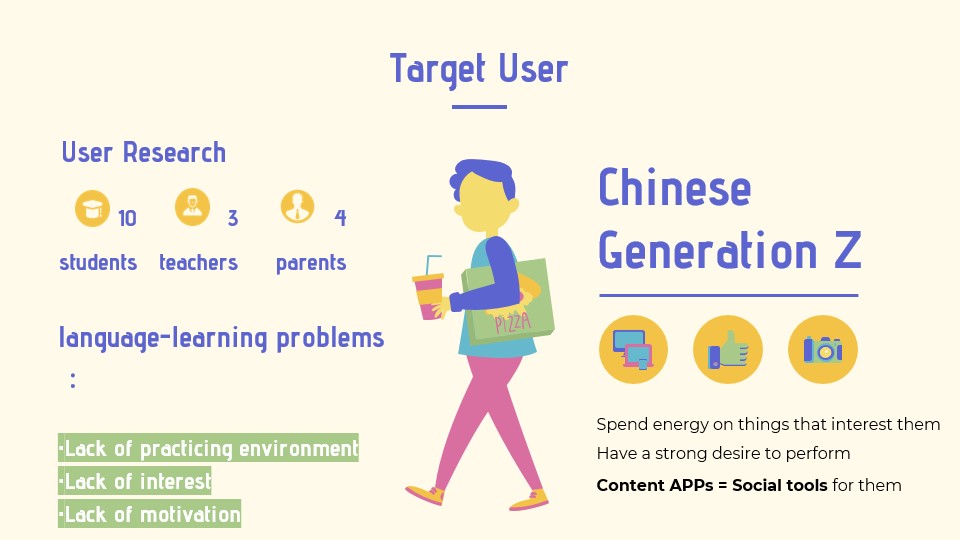 Target User
User Research
10 3 4
students teachers parents
language-learning problems
:
·Lack of practicing environment
·Lack of interest
·Lack of motivation
PIZZA
Chinese
Generation Z
Spend energy on things that interest them
Have a strong desire to perform
Content APPs = Social tools for them